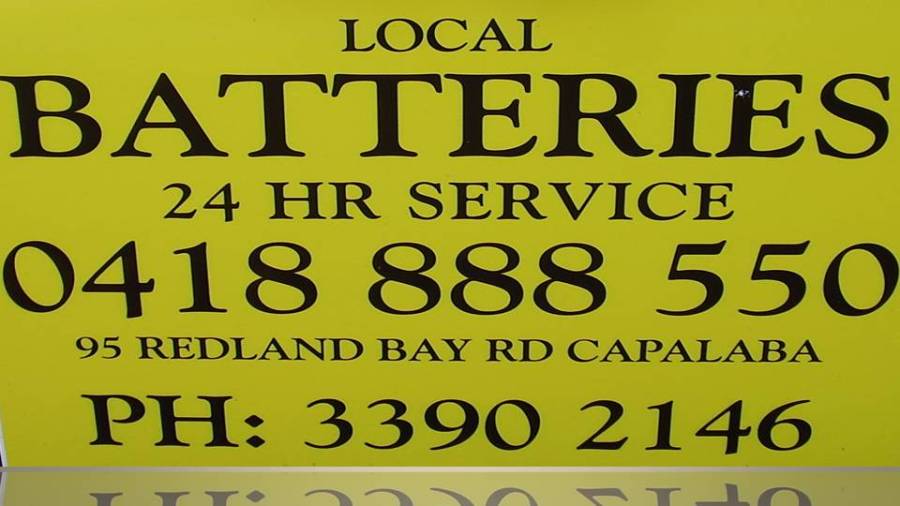 LOCAL
BATTERIES
24 HR SERVICE
0418 888 550
95 REDLAND BAY RD CAPALABA
PH: 3390 2146